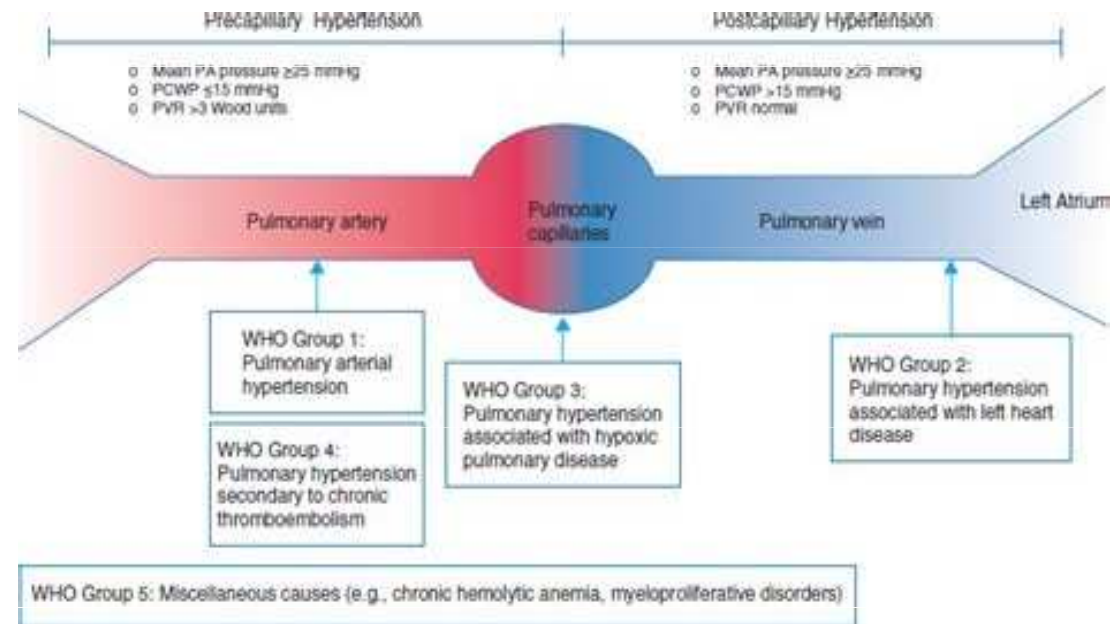 Precapillary Hypertension
Postcapillary Hypertension
o Mean PA pressure ≥25 mmHg
o PCWP ≤15 mmHg
o PVR >3 Wood units
o Mean PA pressure ≥25 mmHg
o PCWP >15 mmHg
o PVR normal
Pulmonary artery
Pulmonary
capillaries
Pulmonary vein
Left Atrium
WHO Group 1:
Pulmonary arterial
hypertension
WHO Group 4:
Pulmonary hypertension
secondary to chronic
thromboembolism
WHO Group 3:
Pulmonary hypertension
associated with hypoxic
pulmonary disease
WHO Group 2:
Pulmonary hypertension
associated with left heart
disease
WHO Group 5: Miscellaneous causes (e.g., chronic hemolytic anemia, myeloproliferative disorders)